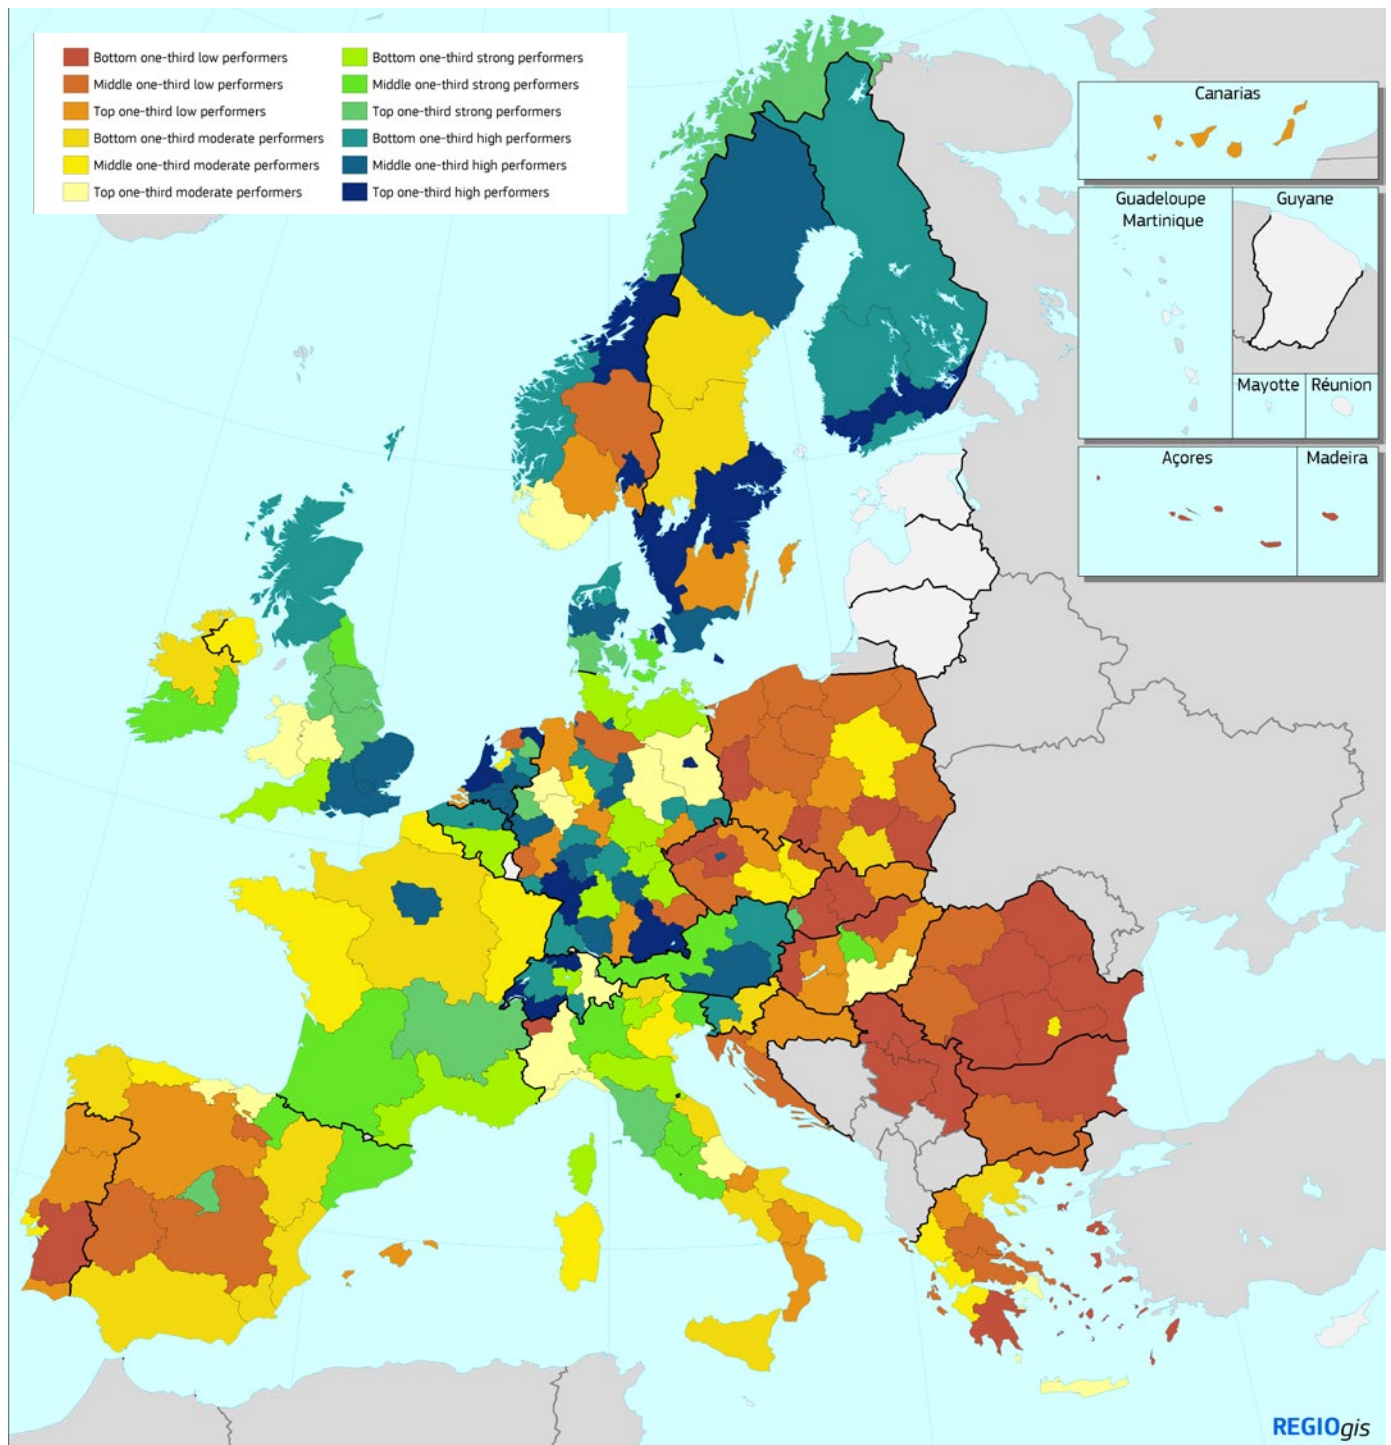 Bottom one-third low performers
Middle one-third low performers
Top one-third low performers
Bottom one-third moderate performers
Middle one-third moderate performers
Top one-third moderate performers
Bottom one-third strong performers
Middle one-third strong performers
Top one-third strong performers
Bottom one-third high performers
Middle one-third high performers
Top one-third high performers
Canarias
Guadeloupe
Martinique
Guyane
Mayotte
Réunion
Açores
Madeira
REGIOgis